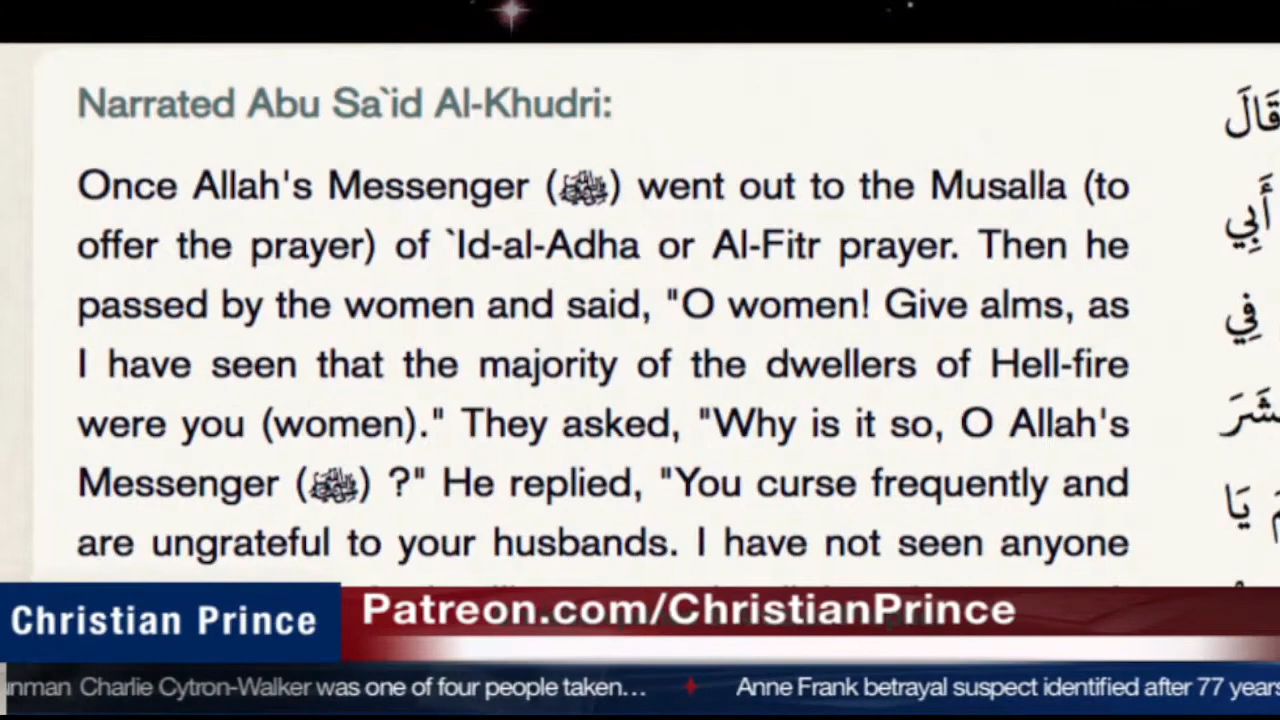 Narrated Abu Sa`id Al-Khudri:
Once Allah's Messenger (ﷺ) went out to the Musalla (to
offer the prayer) of `Id-al-Adha or Al-Fitr prayer. Then he
passed by the women and said, "O women! Give alms, as
I have seen that the majority of the dwellers of Hell-fire
were you (women)." They asked, "Why is it so, O Allah's
Messenger (ﷺ) ?" He replied, "You curse frequently and
are ungrateful to your husbands. I have not seen anyone
قَالَ
أَبِي
فِي
يَا
Christian Prince
Patreon.com/ChristianPrince
Charlie Cytron-Walker was one of four people taken... Anne Frank betrayal suspect identified after 77 years